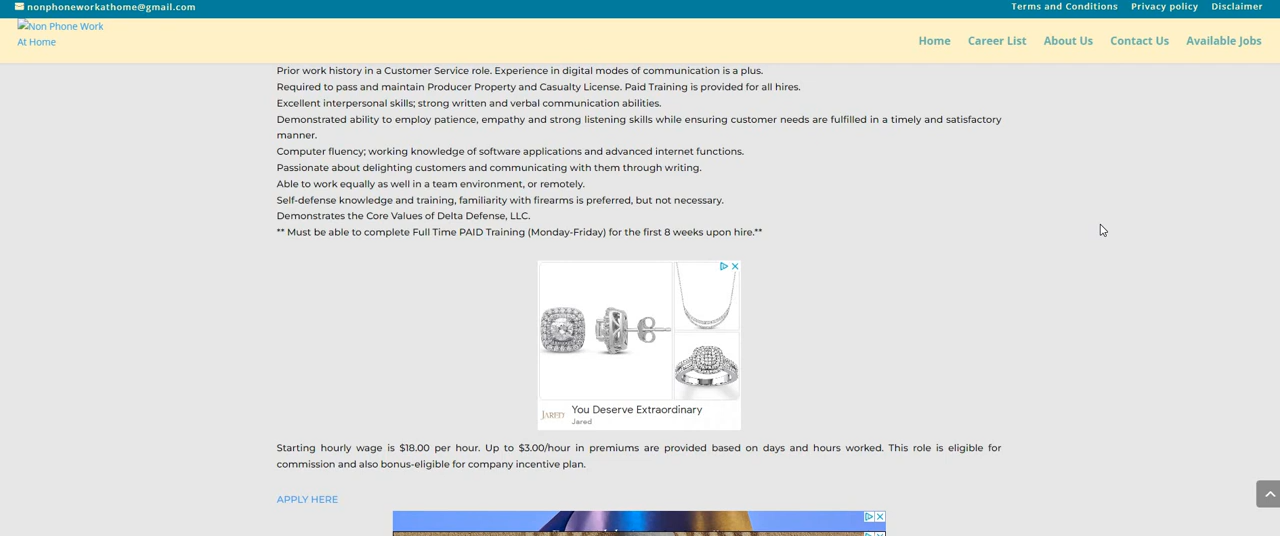 nonphoneworkathome@gmail.com
Terms and Conditions Privacy policy Disclaimer
Non Phone Work
At Home
Home Career List About Us Contact Us Available Jobs
Prior work history in a Customer Service role. Experience in digital modes of communication is a plus.
Required to pass and maintain Producer Property and Casualty License. Paid Training is provided for all hires.
Excellent interpersonal skills; strong written and verbal communication abilities.
Demonstrated ability to employ patience, empathy and strong listening skills while ensuring customer needs are fulfilled in a timely and satisfactory
manner.
Computer fluency; working knowledge of software applications and advanced internet functions.
Passionate about delighting customers and communicating with them through writing.
Able to work equally as well in a team environment, or remotely.
Self-defense knowledge and training, familiarity with firearms is preferred, but not necessary.
Demonstrates the Core Values of Delta Defense, LLC.
** Must be able to complete Full Time PAID Training (Monday-Friday) for the first 8 weeks upon hire.**
JARED
You Deserve Extraordinary
Jared
Starting hourly wage is $18.00 per hour. Up to $3.00/hour in premiums are provided based on days and hours worked. This role is eligible for
commission and also bonus-eligible for company incentive plan.
APPLY HERE